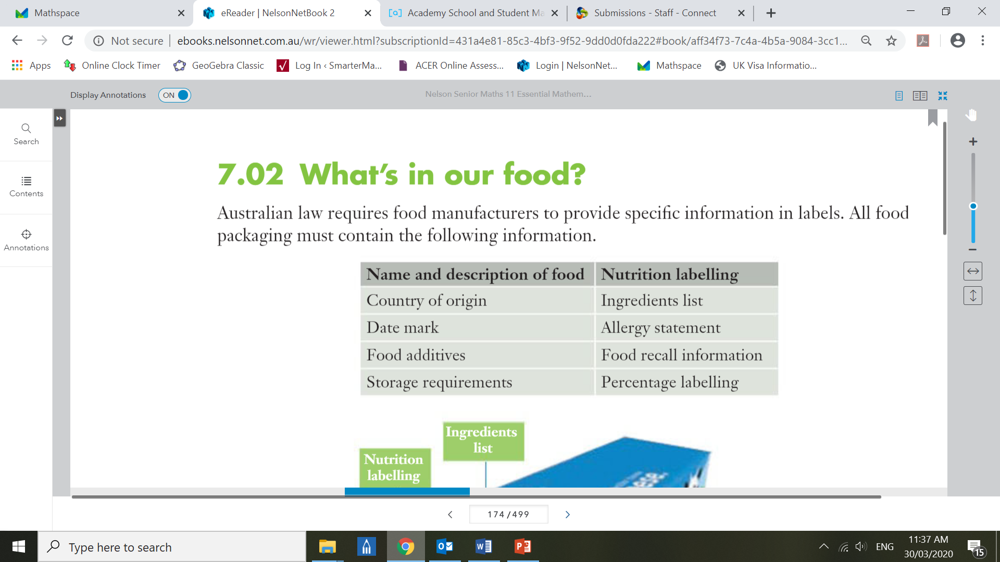 Mathspace
eReader | NelsonNetBook 2
Academy School and Student Ma
Submissions - Staff - Connect
Not secure
ebooks.nelsonnet.com.au/wr/viewer.html?subscriptionId=431a4e81-85c3-4bf3-9f52-9dd0d0fda222#book/aff34f73-7c4a-4b5a-9084-3cc1...
Apps
Online Clock Timer
GeoGebra Classic
Log In ‹ SmarterMa...
ACER Online Assess...
Login | NelsonNet...
Mathspace
UK Visa Informatio...
Display Annotations
ON
Nelson Senior Maths 11 Essential Mathem...
Search
Contents
Annotations
7.02 What's in our food?
Australian law requires food manufacturers to provide specific information in labels. All food
packaging must contain the following information.
Name and description of food Nutrition labelling
Country of origin Ingredients list
Date mark Allergy statement
Food additives Food recall information
Storage requirements Percentage labelling
Ingredients
list
Nutrition
labelling
174 / 499
Type here to search
ENG
11:37 AM
30/03/2020
15